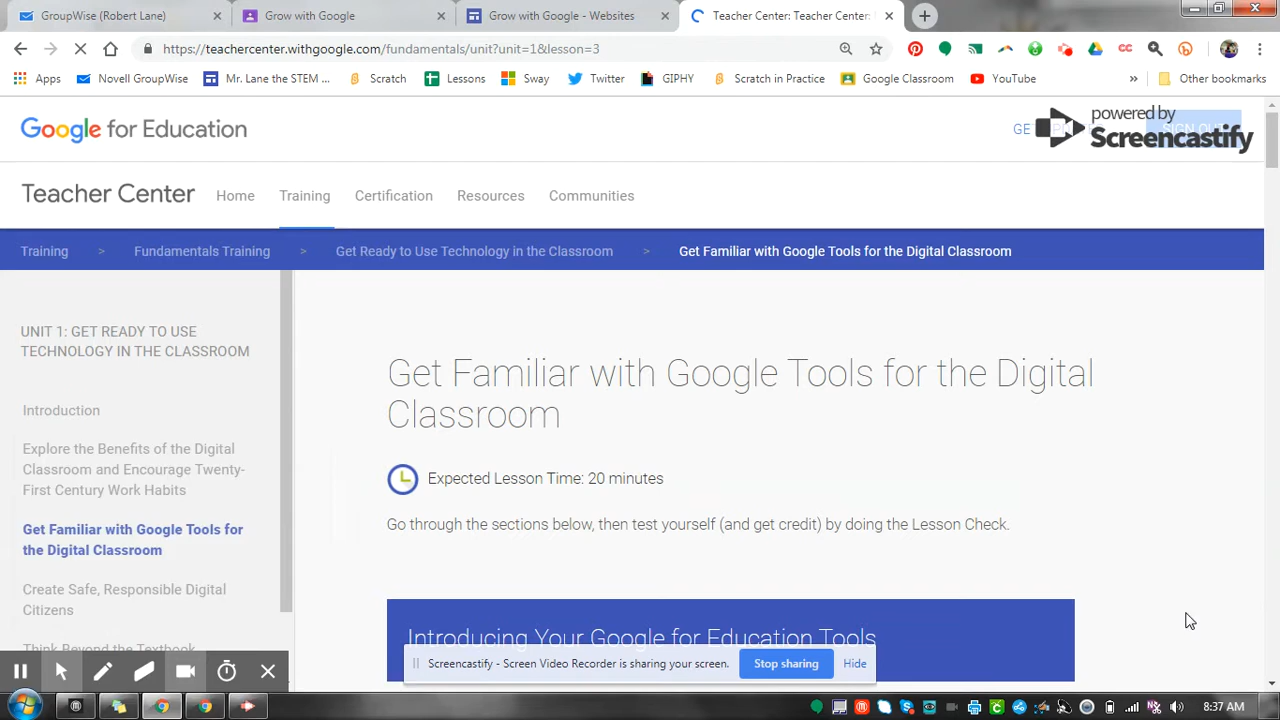 GroupWise (Robert Lane)
Grow with Google
Grow with Google - Websites
Teacher Center: Teacher Center:
https://teachercenter.withgoogle.com/fundamentals/unit?unit=1&lesson=3
Apps
Novell GroupWise
Mr. Lane the STEM ...
Scratch
Lessons
Sway
Twitter
GIPHY
Scratch in Practice
Google Classroom
YouTube
»
Other bookmarks
Google for Education
powered by
Screencastify
SIGN OUT
Teacher Center
Home
Training
Certification
Resources
Communities
Training > Fundamentals Training > Get Ready to Use Technology in the Classroom > Get Familiar with Google Tools for the Digital Classroom
UNIT 1: GET READY TO USE
TECHNOLOGY IN THE CLASSROOM
Introduction
Explore the Benefits of the Digital
Classroom and Encourage Twenty-
First Century Work Habits
Get Familiar with Google Tools for
the Digital Classroom
Create Safe, Responsible Digital
Citizens
Think Beyond the Textbook
Get Familiar with Google Tools for the Digital
Classroom
Expected Lesson Time: 20 minutes
Go through the sections below, then test yourself (and get credit) by doing the Lesson Check.
Introducing Your Google for Education Tools
Screencastify - Screen Video Recorder is sharing your screen.
Stop sharing
Hide
8:37 AM